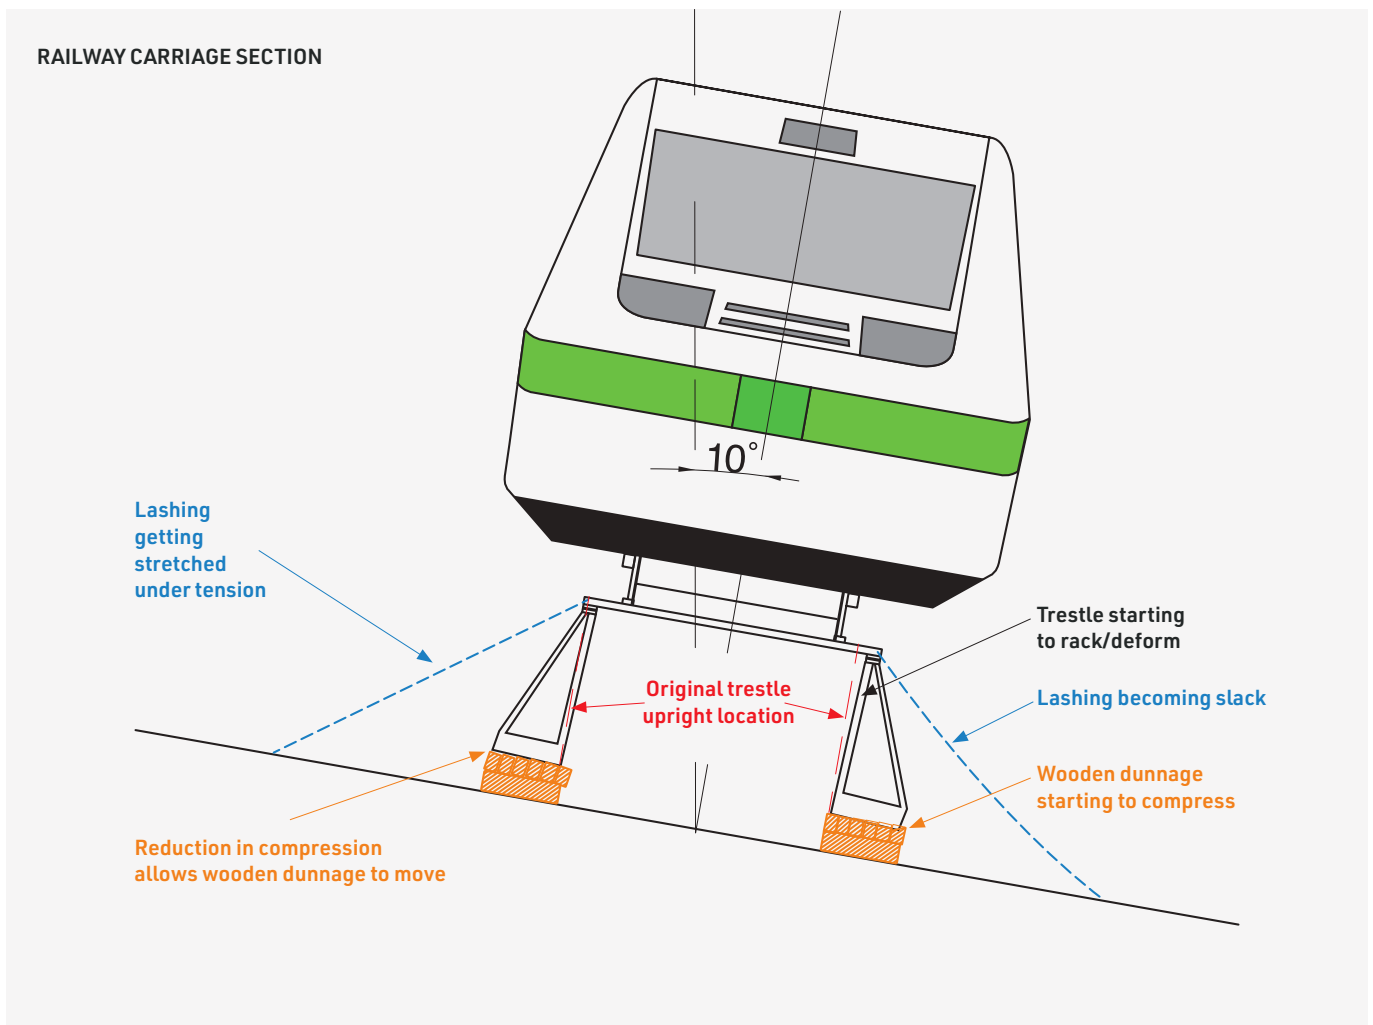 RAILWAY CARRIAGE SECTION
10°
Lashing
getting
stretched
under tension
Trestle starting
to rack/deform
Original trestle
upright location
Lashing becoming slack
Wooden dunnage
starting to compress
Reduction in compression
allows wooden dunnage to move